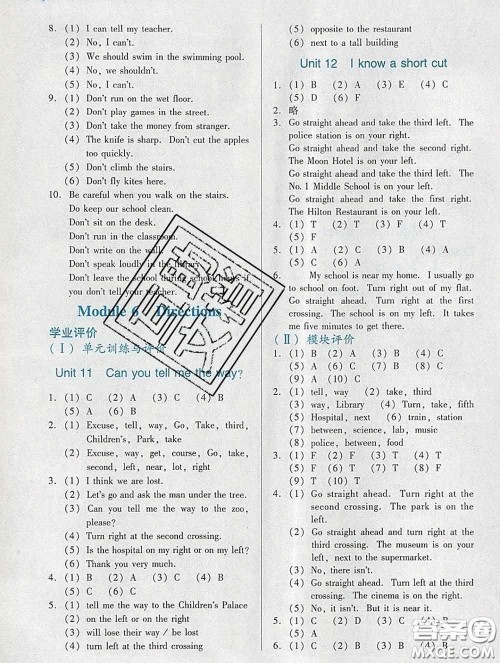 8. (1) I can tell my teacher.
(2) No, I can't.
(3) We should swim in the swimming pool.
(4) No, we shouldn't.
(5) No, I can't.
9. (1) Don't run on the wet floor.
(2) Don't play games in the street.
(3) Don't take the money from stranger.
(4) The knife is sharp. Don't cut the apples
too quickly.
(5) Don't climb the stairs.
(6) Don't fly kites here.
10. Be careful when you walk on the stairs.
Do keep our school clean.
Don't sit on the desk.
Don't run in the classroom.
Don't write on the wall.
Don't speak loudly in the library.
Don't leave the school during school time if
you don't tell your teacher.
Module 6 Directions
学业评价
(Ⅰ) 单元训练与评价
Unit 11 Can you tell me the way?
1. (1) C (2) A (3) C (4) B
(5) A (6) B
2. (1) Excuse, tell, way, Go, Take, third,
Children's, Park, take
(2) Excuse, way, get, course, Go, take,
second, left, near, lot, right
3. (1) I think we are lost.
(2) Let's go and ask the man under the tree.
(3) Can you tell me the way to the zoo,
please?
(4) Turn right at the second crossing.
(5) Is the hospital on my right or on my left?
(6) Thank you very much.
4. (1) B (2) A (3) C (4) B
(5) A (6) C
5. (1) tell me the way to the Children's Palace
(2) on the left or on the right
(3) will lose their way / be lost
(4) turn right at the third crossing
(5) opposite to the restaurant
(6) next to a tall building
Unit 12 I know a short cut
1. (1) B (2) A (3) E (4) C
(5) D (6) F
2. 略
3. Go straight ahead and take the third left. The
police station is on your right.
Go straight ahead and take the second right.
The Moon Hotel is on your left.
Go straight ahead and take the third left. The
No. 1 Middle School is on your left.
Go straight ahead and take the first right.
The Hilton Restaurant is on your left.
4. (1) T (2) T (3) F (4) T
(5) F
5. (1) A (2) C (3) B (4) C
(5) C (6) B
6. My school is near my home. I usually go
to school on foot. Turn right out of my flat.
Go straight ahead. Turn right at the first
crossing. The school is on my left. It takes
me five minutes to get there.
(Ⅱ) 模块评价
1. (1) B (2) C (3) B (4) C
(5) A (6) B (7) C (8) C
(9) A (10) C
2. (1) tell, way (2) take, third
(3) way, Library (4) Turn, take, fifth
(5) Hospital, next (6) train, station
(7) between, science, lab, music
(8) police, between, food
3. (1) F (2) F (3) T (4) T
(5) F (6) F (7) F (8) T
(9) T (10) T
4. (1) Go straight ahead. Turn right at the
second crossing. The park is on the
left.
(2) Go straight and turn right at the third
crossing. The museum is on your
left, next to the supermarket.
(3) No, there isn't.
(4) Go straight ahead. Turn left at the third
crossing. The cinema is on your left.
(5) No, it isn't. But it is near it.
5. (1) A (2) C (3) B (4) B
(5) A
6. (1) B (2) B (3) A (4) B
答案圈
MXQE.COM